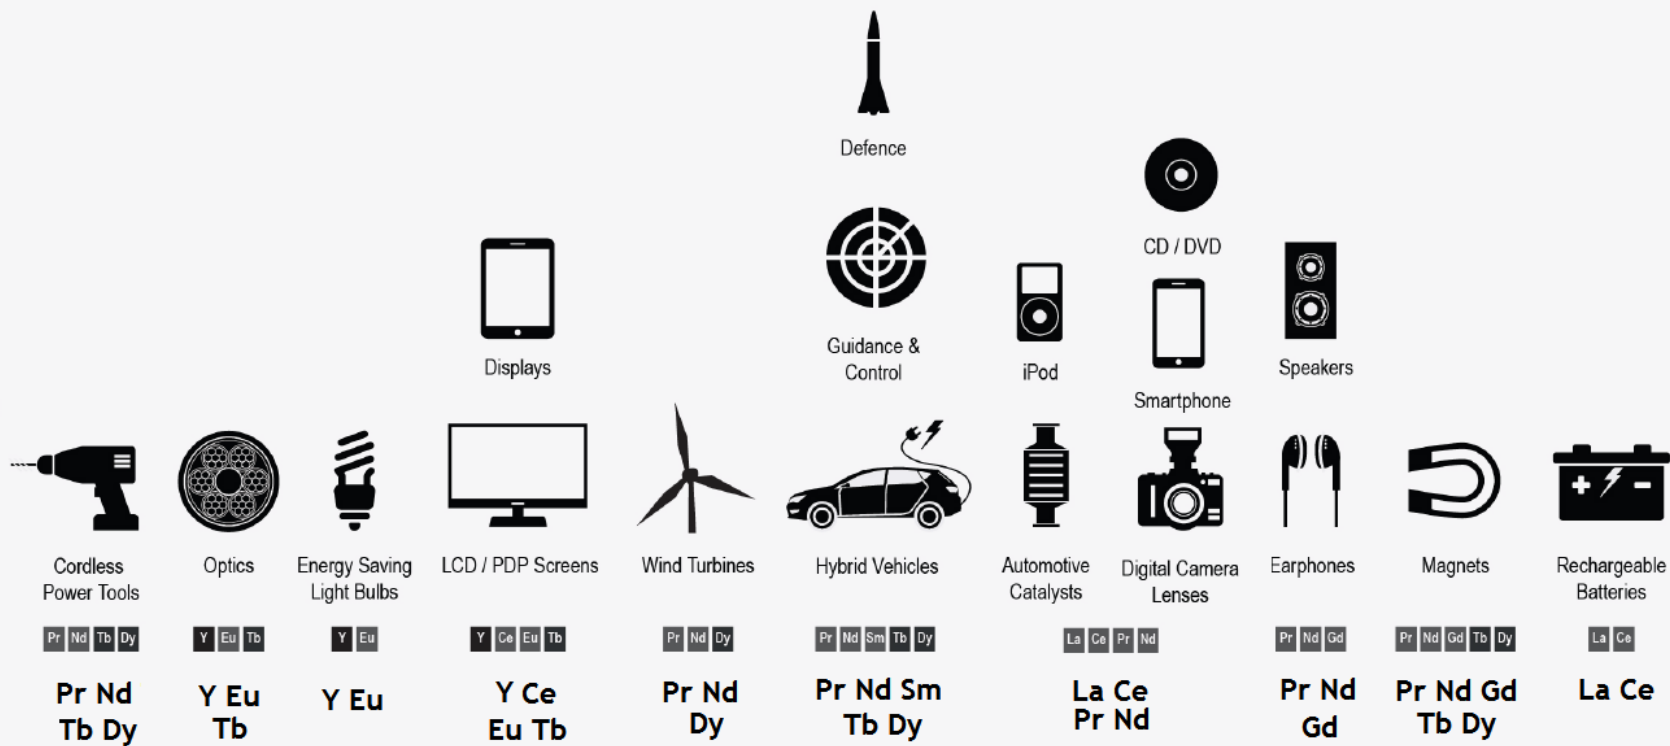 Defence
CD / DVD
Guidance &
Control
Displays
iPod
Smartphone
Speakers
Cordless
Power Tools
Optics
Energy Saving
Light Bulbs
LCD / PDP Screens
Wind Turbines
Hybrid Vehicles
Automotive
Catalysts
Digital Camera
Lenses
Earphones
Magnets
Rechargeable
Batteries
Pr Nd Tb Dy
Y Eu Tb
Y Eu
Y Ce Eu Tb
Pr Nd Dy
Pr Nd Sm Tb Dy
La Ce Pr Nd
Pr Nd Gd
Pr Nd Gd Tb Dy
La Ce
Pr Nd
Tb Dy
Y Eu
Tb
Y Eu
Y Ce
Eu Tb
Pr Nd
Dy
Pr Nd Sm
Tb Dy
La Ce
Pr Nd
Pr Nd
Gd
Pr Nd Gd
Tb Dy
La Ce